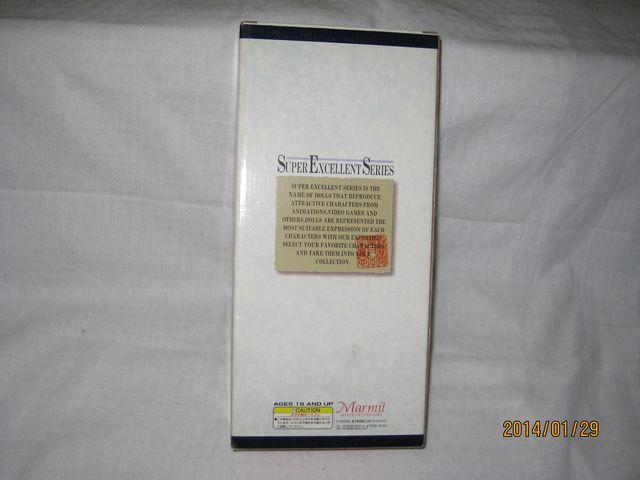 SUPER EXCELLENT SERIES
SUPER EXCELLENT SERIES IS THE
NAME OF DOLLS THAT REPRODUCE
ATTRACTIVE CHARACTERS FROM
ANIMATIONS,VIDEO GAMES AND
OTHERS.DOLLS ARE REPRESENTED THE
MOST SUITABLE EXPRESSION OF EACH
CHARACTERS WITH OUR
SELECT YOUR FAVORITE CHARACTERS
AND TAKE THEM INTO YOUR
COLLECTION.
AGES 16 AND UP
CAUTION
Marmit
2014/01/29